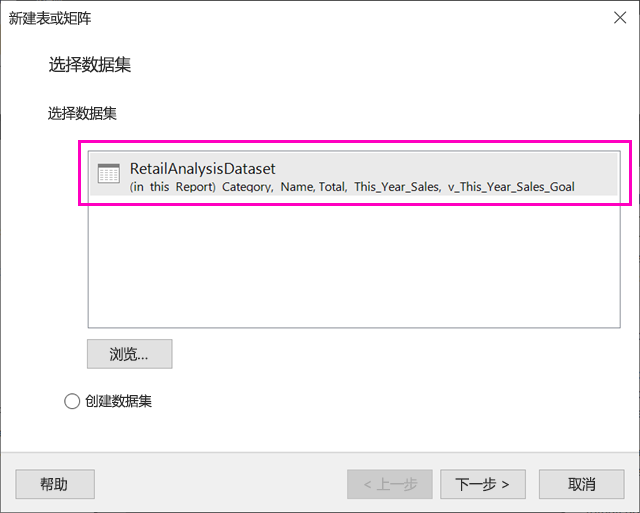 新建表或矩阵
选择数据集
选择数据集
RetailAnalysisDataset
(in this Report) Category, Name, Total, This_Year_Sales, v_This_Year_Sales_Goal
浏览...
创建数据集
帮助
< 上一步
下一步 >
取消